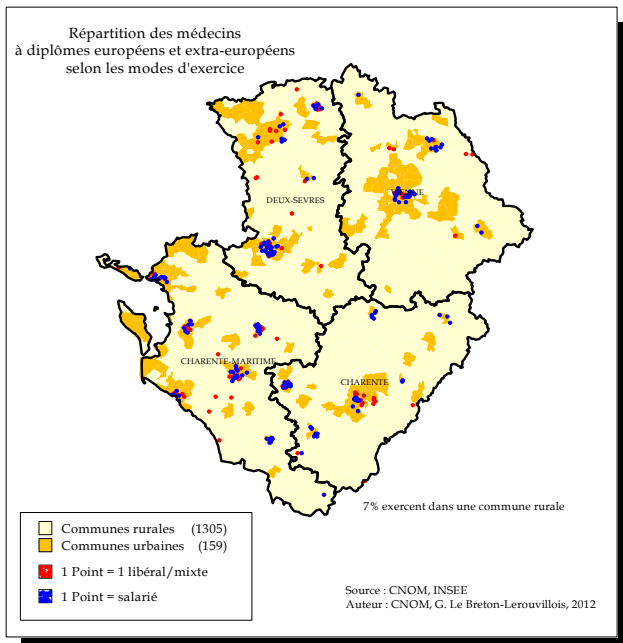 Répartition des médecins
à diplômes européens et extra-européens
selon les modes d'exercice
DEUX-SEVRES
VIENNE
CHARENTE-MARITIME
CHARENTE
7% exercent dans une commune rurale
Communes rurales (1305)
Communes urbaines (159)
1 Point = 1 libéral/mixte
1 Point = salarié
Source : CNOM, INSEE
Auteur : CNOM, G. Le Breton-Lerouvillois, 2012